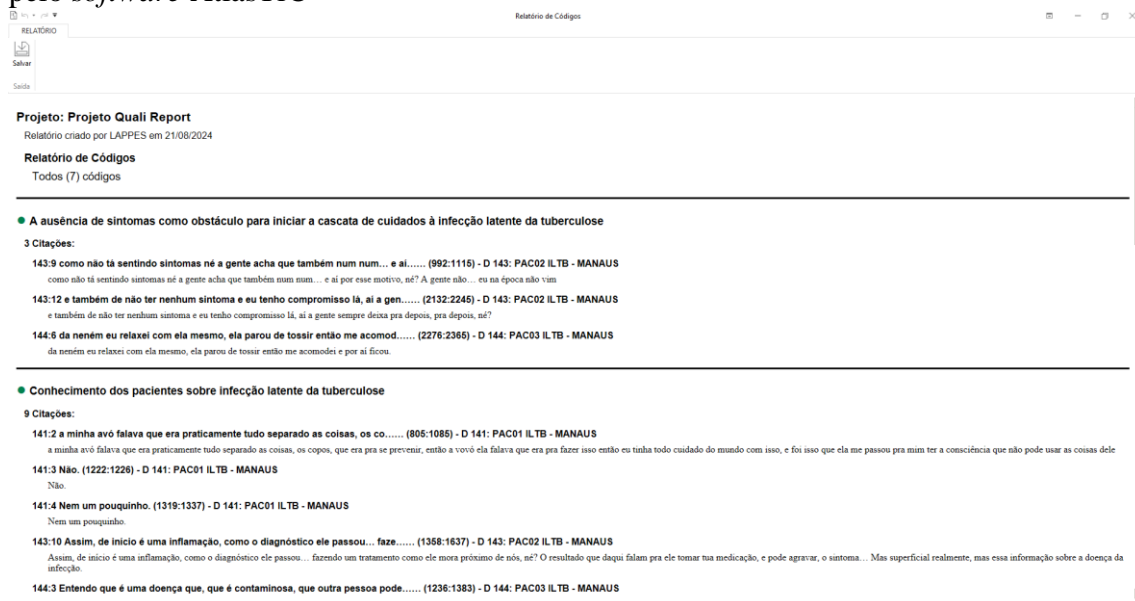 pelo software Atlas TI©
Relatório de Códigos
RELATÓRIO
Salvar
Saída
Projeto: Projeto Quali Report
Relatório criado por LAPPES em 21/08/2024
Relatório de Códigos
Todos (7) códigos
A ausência de sintomas como obstáculo para iniciar a cascata de cuidados à infecção latente da tuberculose
3 Citações:
143:9 como não tá sentindo sintomas né a gente acha que também num num… e ai…… (992:1115) - D 143: PAC02 ILTB - MANAUS
como não tá sentindo sintomas né a gente acha que também num num… e aí por esse motivo, né? A gente não… eu na época não vim
143:12 e também de não ter nenhum sintoma e eu tenho compromisso lá, ai a gen…… (2132:2245) - D 143: PAC02 ILTB - MANAUS
e também de não ter nenhum sintoma e eu tenho compromisso lá, aí a gente sempre deixa pra depois, pra depois, né?
144:6 da neném eu relaxei com ela mesmo, ela parou de tossir então me acomod…… (2276:2365) - D 144: PAC03 ILTB - MANAUS
da neném eu relaxei com ela mesmo, ela parou de tossir então me acomodei e por aí ficou.
Conhecimento dos pacientes sobre infecção latente da tuberculose
9 Citações:
141:2 a minha avó falava que era praticamente tudo separado as coisas, os co…… (805:1085) - D 141: PAC01 ILTB - MANAUS
a minha avó falava que era praticamente tudo separado as coisas, os copos, que era pra se prevenir, então a vovó ela falava que era pra fazer isso então eu tinha todo cuidado do mundo com isso, e foi isso que ela me passou pra mim ter a consciência que não pode usar as coisas dele
141:3 Não. (1222:1226) - D 141: PAC01 ILTB - MANAUS
Não.
141:4 Nem um pouquinho. (1319:1337) - D 141: PAC01 ILTB - MANAUS
Nem um pouquinho.
143:10 Assim, de início é uma inflamação, como o diagnóstico ele passou… faze…… (1358:1637) - D 143: PAC02 ILTB - MANAUS
Assim, de início é uma inflamação, como o diagnóstico ele passou… fazendo um tratamento como ele mora próximo de nós, né? O resultado que daqui falam pra ele tomar tua medicação, e pode agravar, o sintoma… Mas superficial realmente, mas essa informação sobre a doença da
infecção.
144:3 Entendo que é uma doença que, que é contaminosa, que outra pessoa pode…… (1236:1383) - D 144: PAC03 ILTB - MANAUS